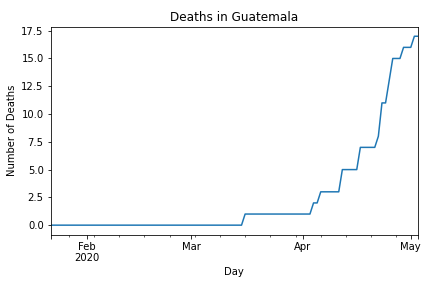 Deaths in Guatemala
17.5
15.0
12.5
10.0
7.5
5.0
2.5
0.0
Number of Deaths
Feb
2020
Mar
Apr
May
Day